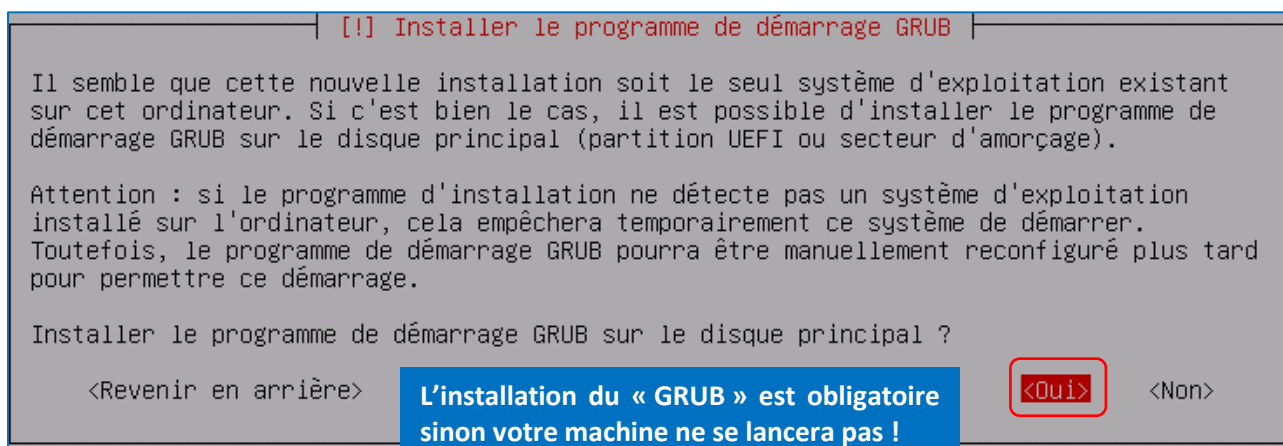 [!] Installer le programme de démarrage GRUB
Il semble que cette nouvelle installation soit le seul système d'exploitation existant
sur cet ordinateur. Si c'est bien le cas, il est possible d'installer le programme de
démarrage GRUB sur le disque principal (partition UEFI ou secteur d'amorçage).
Attention : si le programme d'installation ne détecte pas un système d'exploitation
installé sur l'ordinateur, cela empêchera temporairement ce système de démarrer.
Toutefois, le programme de démarrage GRUB pourra être manuellement reconfiguré plus tard
pour permettre ce démarrage.
Installer le programme de démarrage GRUB sur le disque principal ?
<Revenir en arrière> <Oui> <Non>
L'installation du « GRUB » est obligatoire
sinon votre machine ne se lancera pas !